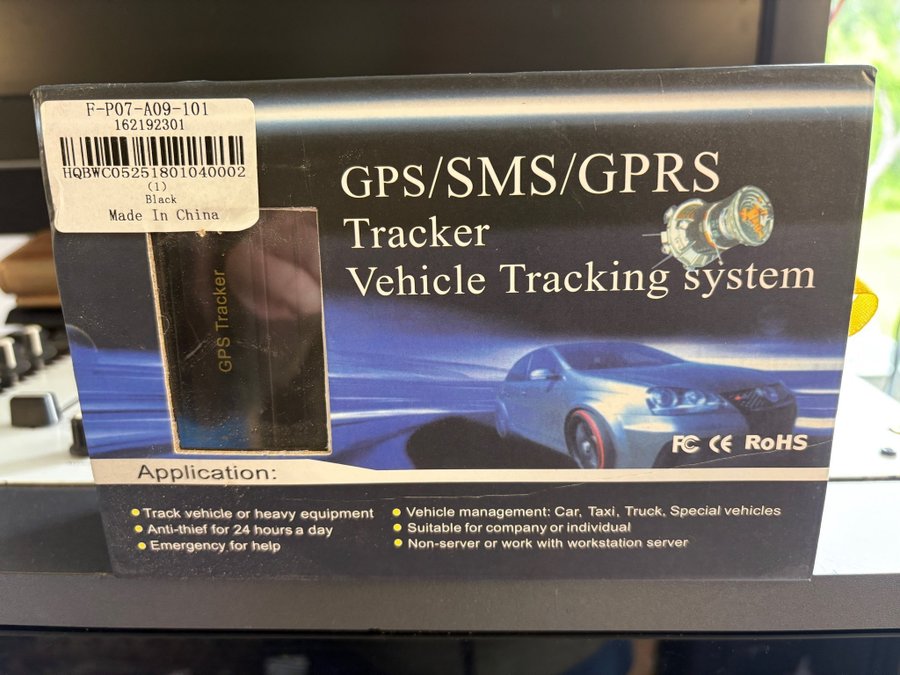 F-P07-A09-101
162192301
HQBWC05251801040002
(1)
Black
Made In China
GPS/SMS/GPRS
Tracker
Vehicle Tracking system
GPS Tracker
FC CE RoHS
Application:
Track vehicle or heavy equipment
Anti-thief for 24 hours a day
Emergency for help
Vehicle management: Car, Taxi, Truck, Special vehicles
Suitable for company or individual
Non-server or work with workstation server